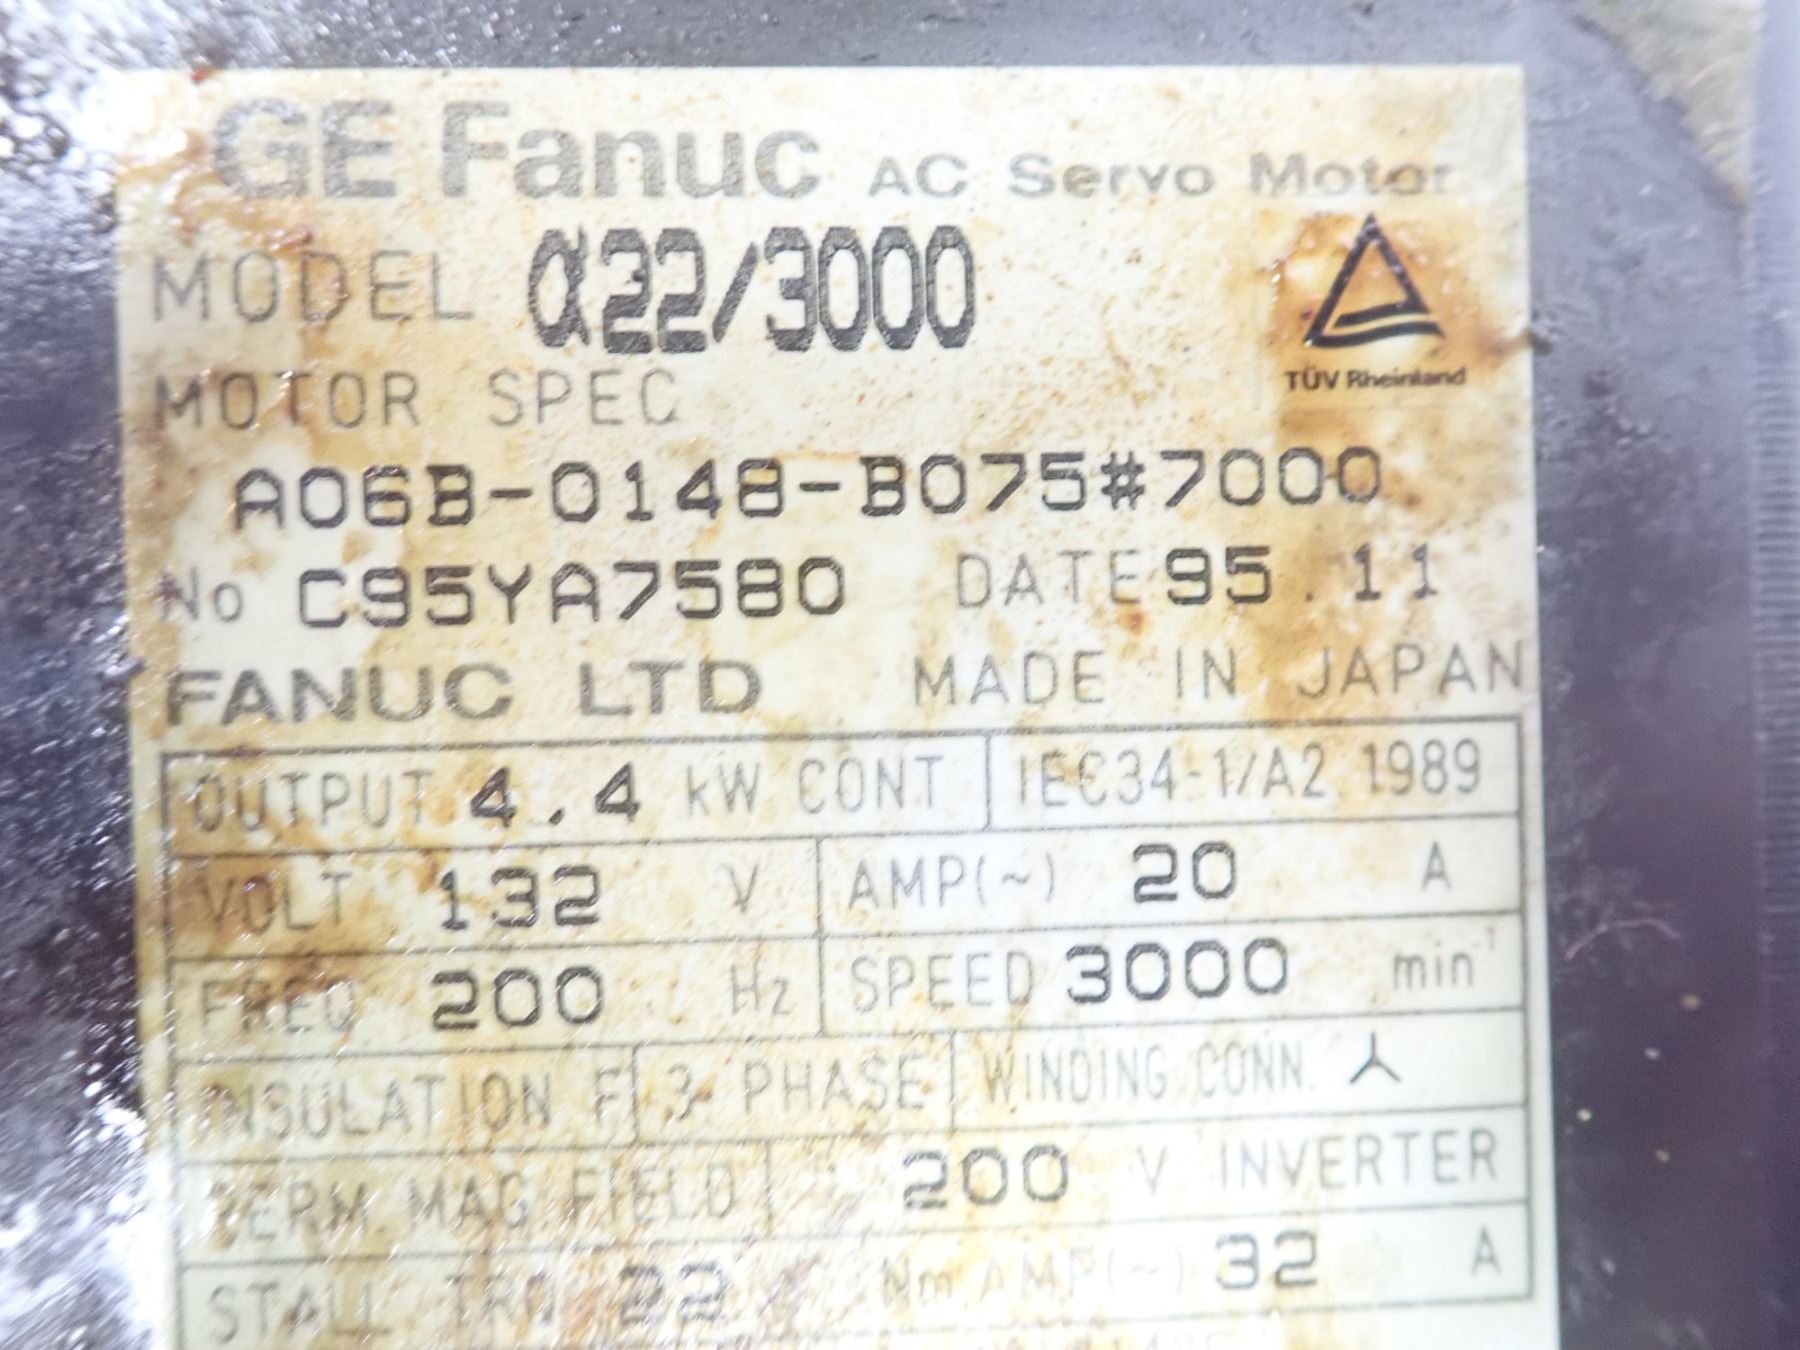 GE Fanuc AC Servo Motor
MODEL α22/3000
TÜV Rheinland
MOTOR SPEC
A06B-0148-B075#7000
No C95YA7580 DATE 95.11
FANUC LTD MADE IN JAPAN
OUTPUT 4.4 kW CONT IEC34-1/A2 1989
VOLT 132 V AMP(~) 20 A
FREQ 200 Hz SPEED 3000 min⁻¹
INSULATION F 3- PHASE WINDING CONN. ⅄
PERM MAG FIELD 200 V INVERTER
STALL TRQ 22 Nm AMP(~) 32 A